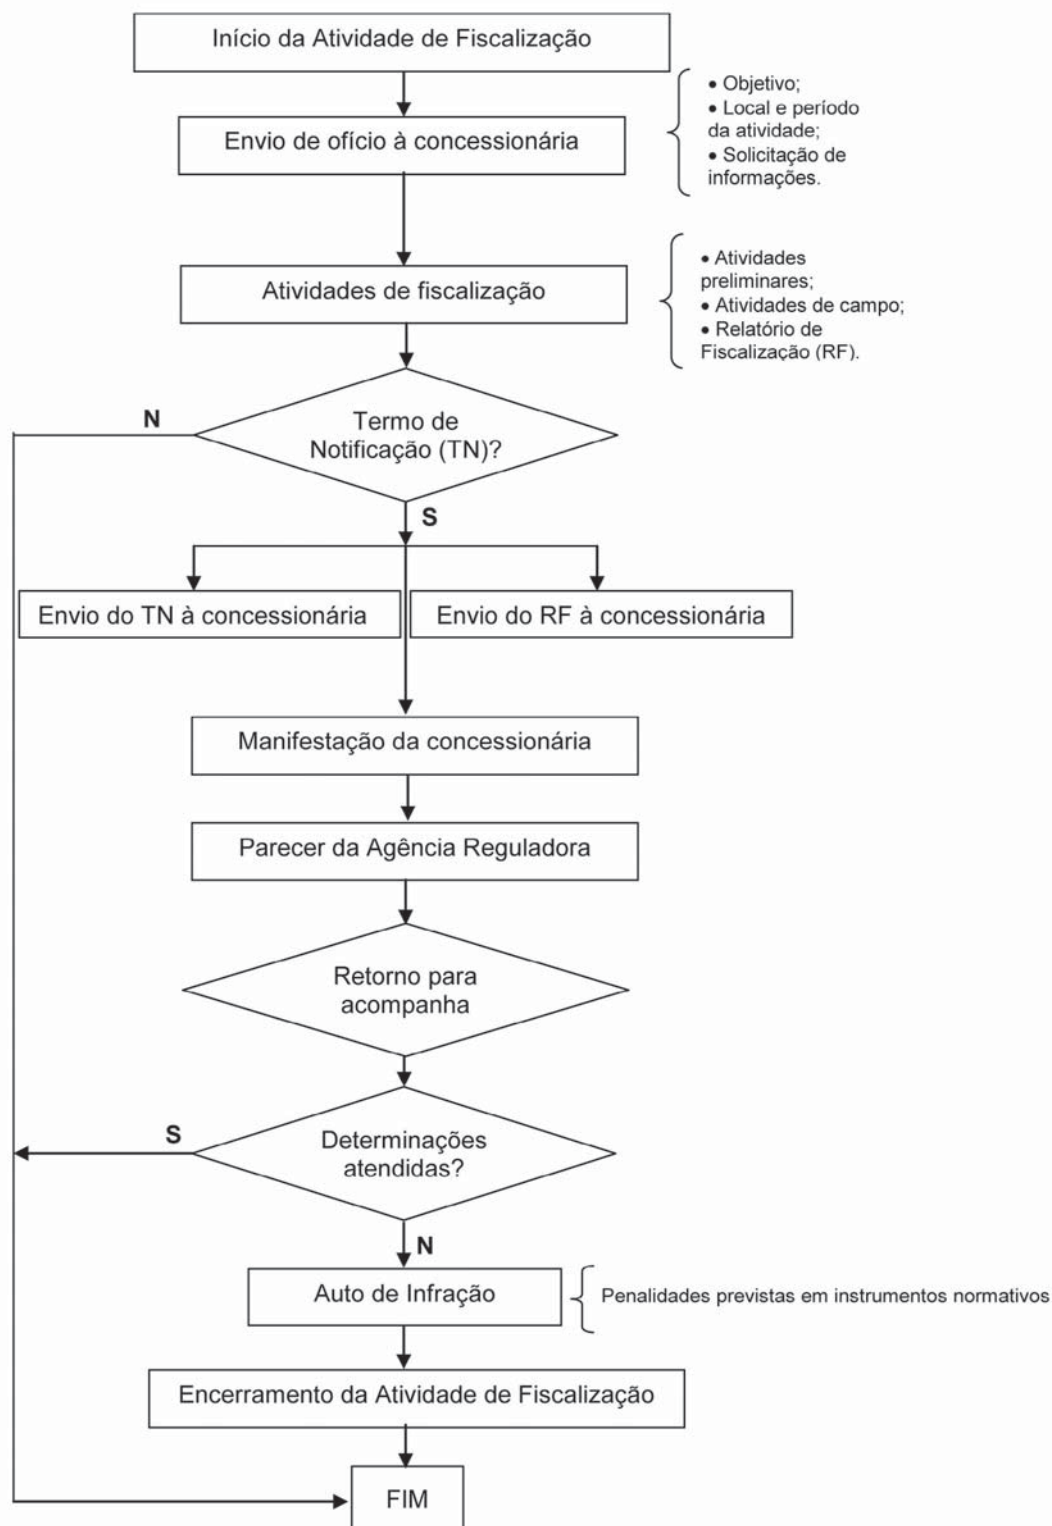 Início da Atividade de Fiscalização
Envio de ofício à concessionária
• Objetivo;
• Local e período
da atividade;
• Solicitação de
informações.
Atividades de fiscalização
• Atividades
preliminares;
• Atividades de campo;
• Relatório de
Fiscalização (RF).
N
Termo de
Notificação (TN)?
S
Envio do TN à concessionária
Envio do RF à concessionária
Manifestação da concessionária
Parecer da Agência Reguladora
Retorno para
acompanha
S
Determinações
atendidas?
N
Auto de Infração
Penalidades previstas em instrumentos normativos
Encerramento da Atividade de Fiscalização
FIM